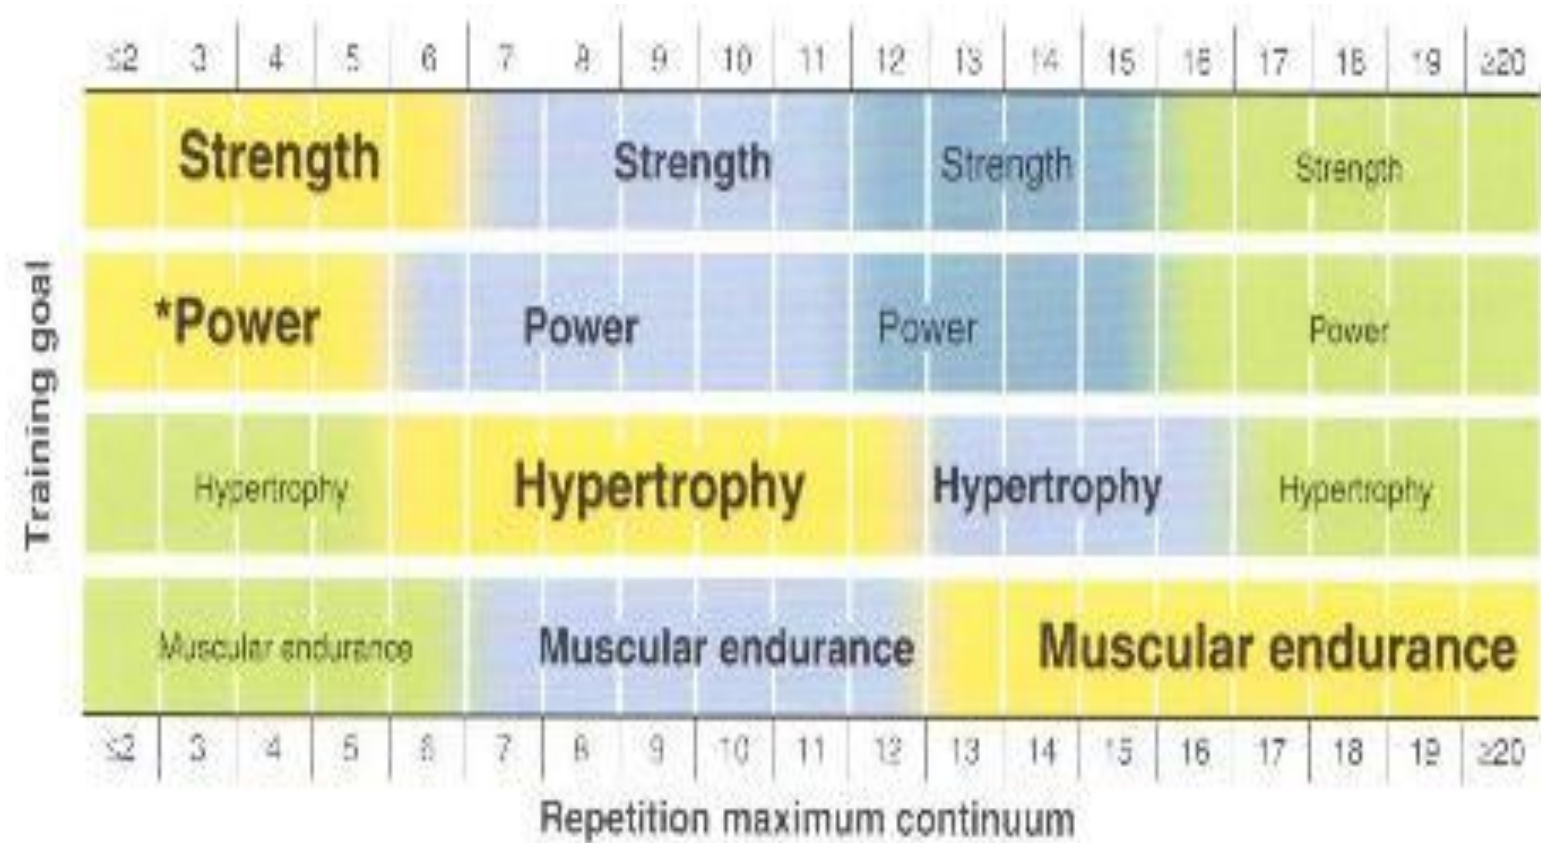 ≤2 3 4 5 6 7 8 9 10 11 12 13 14 15 16 17 18 19 ≥20
Strength Strength Strength Strength
*Power Power Power Power
Training goal
Hypertrophy Hypertrophy Hypertrophy Hypertrophy
Muscular endurance Muscular endurance Muscular endurance
≤2 3 4 5 6 7 8 9 10 11 12 13 14 15 16 17 18 19 ≥20
Repetition maximum continuum